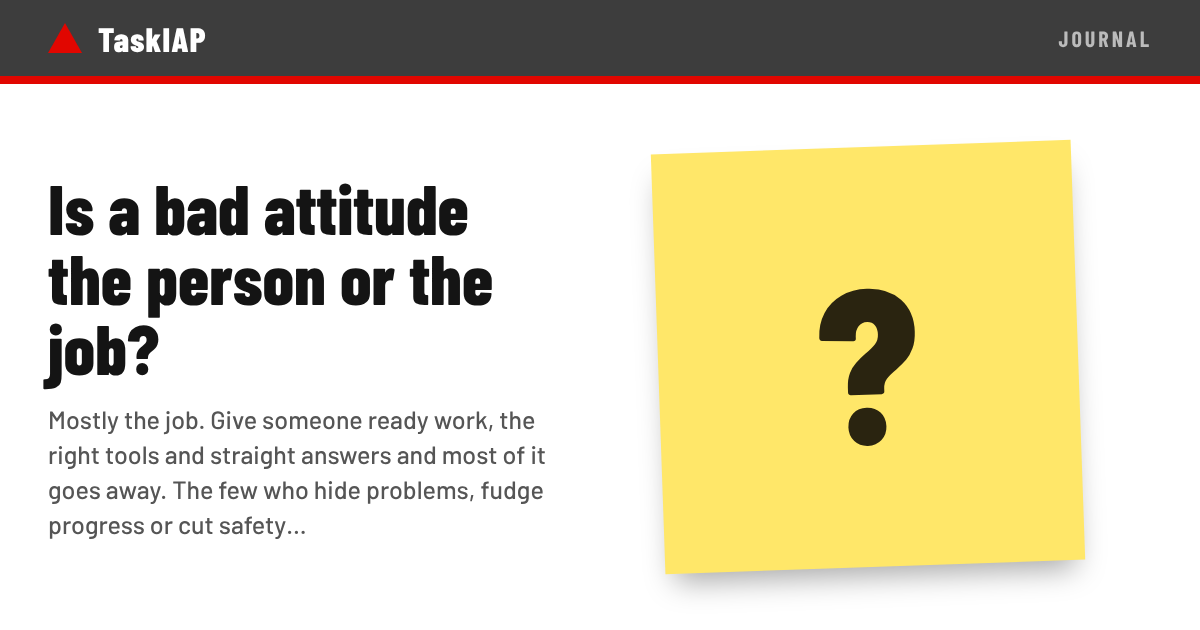 TaskIAP
JOURNAL
Is a bad attitude
the person or the
job?
Mostly the job. Give someone ready work, the
right tools and straight answers and most of it
goes away. The few who hide problems, fudge
progress or cut safety...
?